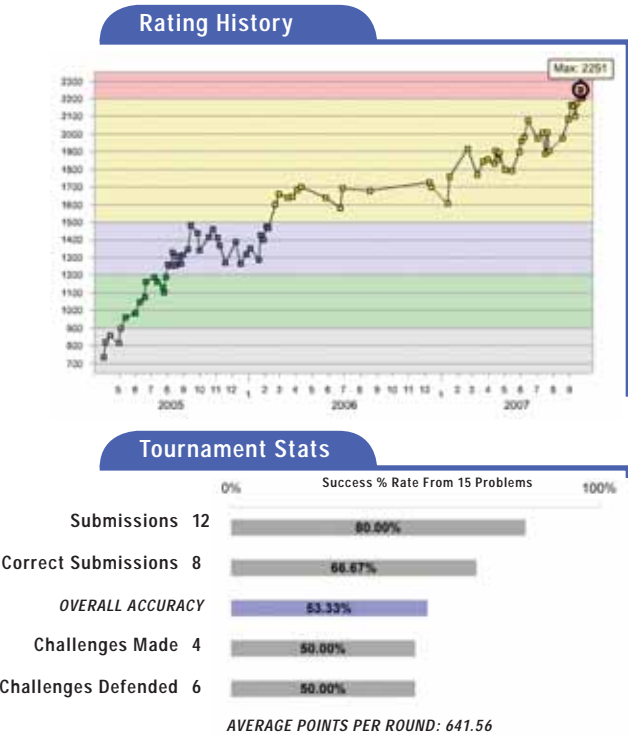 Rating History
Max: 2251
2300
2200
2100
2000
1900
1800
1700
1600
1500
1400
1300
1200
1100
1000
900
800
700
5 6 7 8 9 10 11 12 1 2 3 4 5 6 7 8 9 10 11 12 1 2 3 4 5 6 7 8 9
2005 2006 2007
Tournament Stats
0% Success % Rate From 15 Problems 100%
Submissions 12 80.00%
Correct Submissions 8 66.67%
OVERALL ACCURACY 53.33%
Challenges Made 4 50.00%
Challenges Defended 6 50.00%
AVERAGE POINTS PER ROUND: 641.56